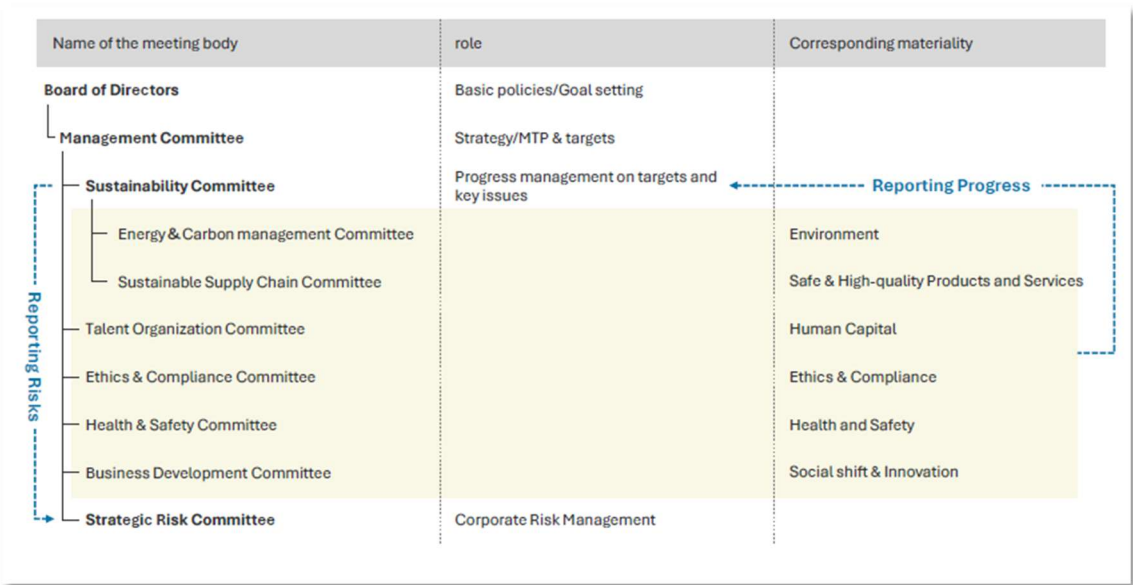 Name of the meeting body role Corresponding materiality
Board of Directors Basic policies/Goal setting
Management Committee Strategy/MTP & targets
Sustainability Committee Progress management on targets and
key issues
Reporting Progress
Energy & Carbon management Committee Environment
Sustainable Supply Chain Committee Safe & High-quality Products and Services
Talent Organization Committee Human Capital
Ethics & Compliance Committee Ethics & Compliance
Health & Safety Committee Health and Safety
Business Development Committee Social shift & Innovation
Strategic Risk Committee Corporate Risk Management
Reporting Risks